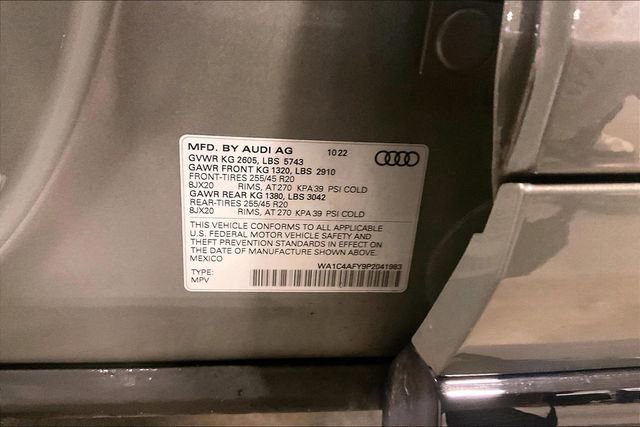 MFD. BY AUDI AG 10 22
GVWR KG 2605, LBS 5743
GAWR FRONT KG 1320, LBS 2910
FRONT-TIRES 255/45 R20
8JX20 RIMS, AT 270 KPA 39 PSI COLD
GAWR REAR KG 1380, LBS 3042
REAR-TIRES 255/45 R20
8JX20 RIMS, AT 270 KPA 39 PSI COLD
THIS VEHICLE CONFORMS TO ALL APPLICABLE
U.S. FEDERAL MOTOR VEHICLE SAFETY AND
THEFT PREVENTION STANDARDS IN EFFECT ON
THE DATE OF MANUFACTURE SHOWN ABOVE.
MEXICO
WA1C4AFY9P2041983
TYPE:
MPV